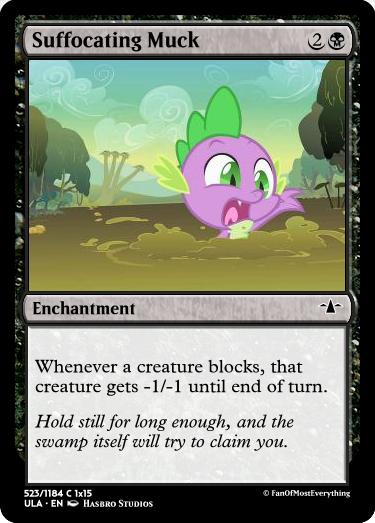 Suffocating Muck 2
Enchantment
Whenever a creature blocks, that
creature gets -1/-1 until end of turn.
Hold still for long enough, and the
swamp itself will try to claim you.
523/1184 C 1x15
ULA • EN HASBRO STUDIOS
© FanOfMostEverything